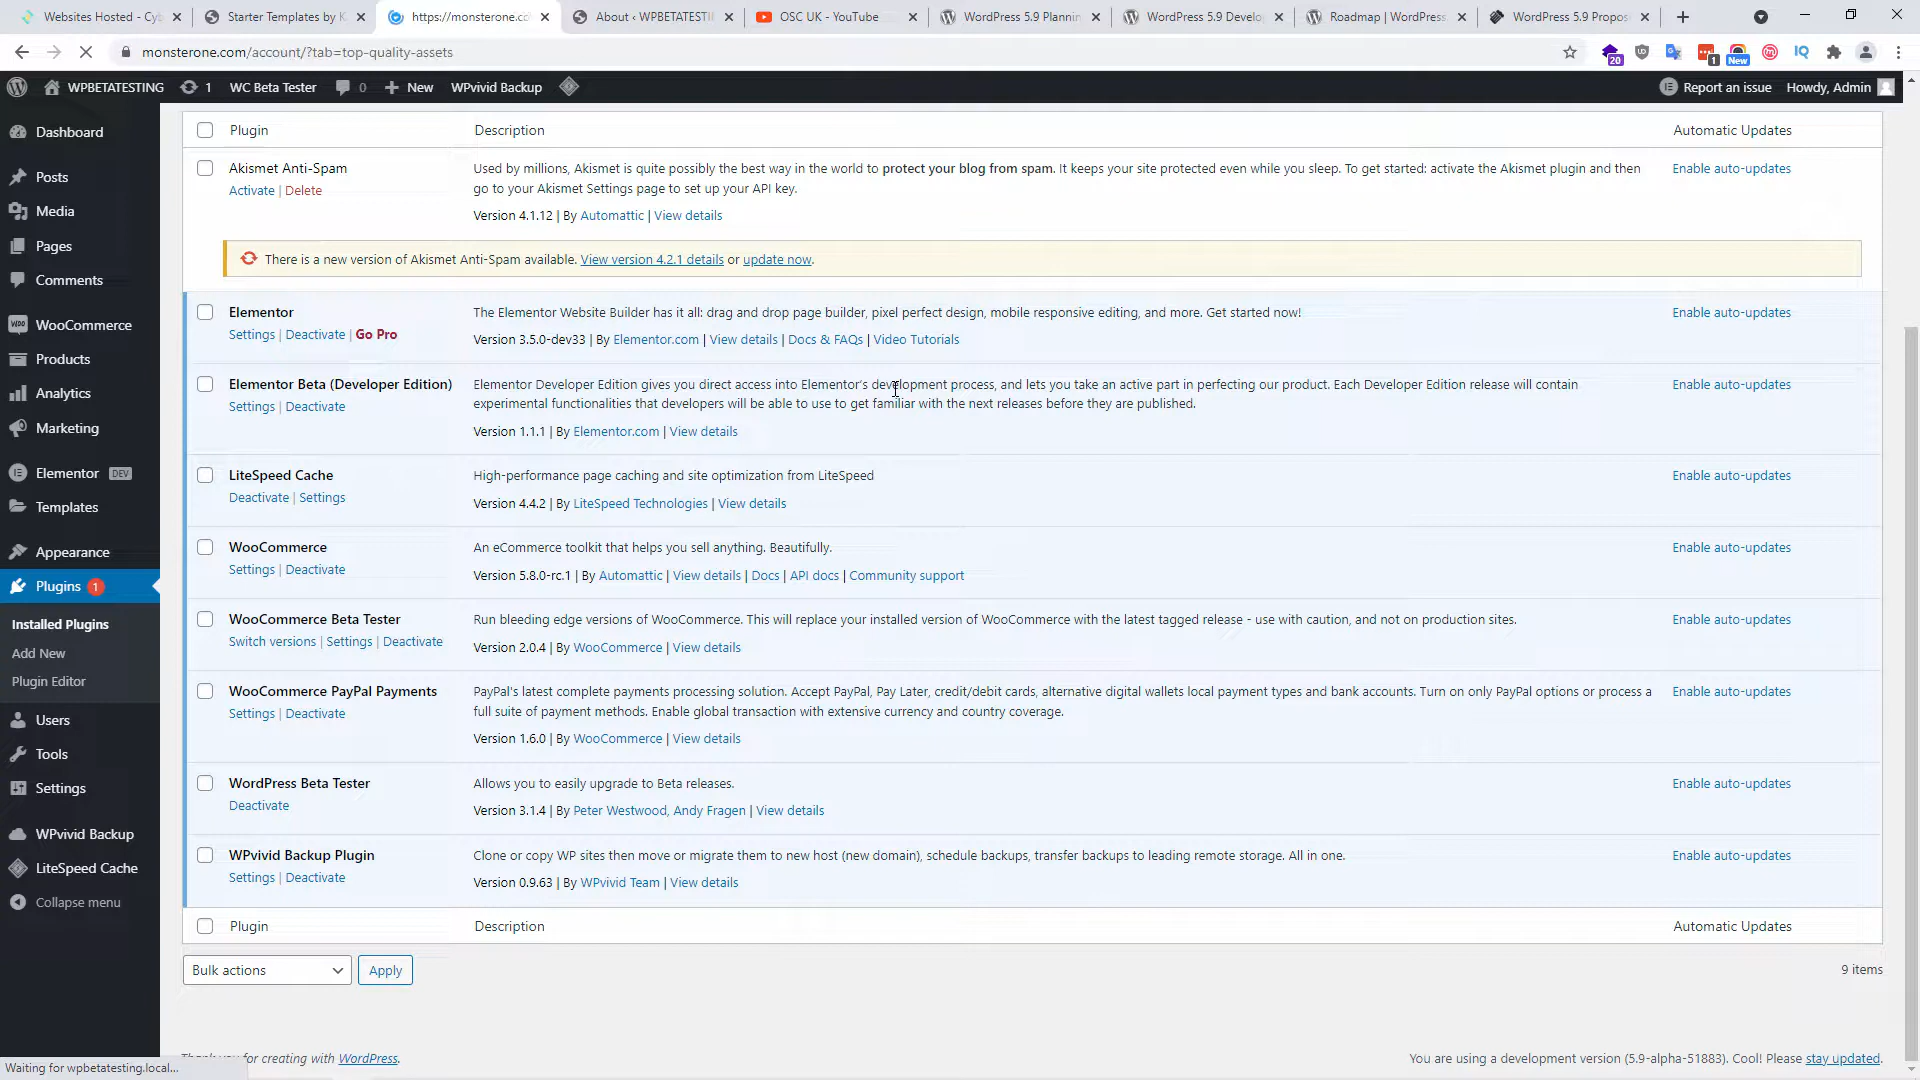 Websites Hosted - Cyb
Starter Templates by K
https://monsterone.co
About ‹ WPBETATESTI
OSC UK - YouTube
WordPress 5.9 Plannin
WordPress 5.9 Develo
Roadmap | WordPress
WordPress 5.9 Propos
monsterone.com/account/?tab=top-quality-assets
20
1
New
IQ
WPBETATESTING
1
WC Beta Tester
0
New
WPvivid Backup
Report an issue
Howdy, Admin
Dashboard
Posts
Media
Pages
Comments
WooCommerce
Products
Analytics
Marketing
Elementor DEV
Templates
Appearance
Plugins 1
Installed Plugins
Add New
Plugin Editor
Users
Tools
Settings
WPvivid Backup
LiteSpeed Cache
Collapse menu
Plugin Description Automatic Updates
Akismet Anti-Spam
Activate | Delete
Used by millions, Akismet is quite possibly the best way in the world to protect your blog from spam. It keeps your site protected even while you sleep. To get started: activate the Akismet plugin and then
go to your Akismet Settings page to set up your API key.
Version 4.1.12 | By Automattic | View details
Enable auto-updates
There is a new version of Akismet Anti-Spam available. View version 4.2.1 details or update now.
Elementor
Settings | Deactivate | Go Pro
The Elementor Website Builder has it all: drag and drop page builder, pixel perfect design, mobile responsive editing, and more. Get started now!
Version 3.5.0-dev33 | By Elementor.com | View details | Docs & FAQs | Video Tutorials
Enable auto-updates
Elementor Beta (Developer Edition)
Settings | Deactivate
Elementor Developer Edition gives you direct access into Elementor's development process, and lets you take an active part in perfecting our product. Each Developer Edition release will contain
experimental functionalities that developers will be able to use to get familiar with the next releases before they are published.
Version 1.1.1 | By Elementor.com | View details
Enable auto-updates
LiteSpeed Cache
Deactivate | Settings
High-performance page caching and site optimization from LiteSpeed
Version 4.4.2 | By LiteSpeed Technologies | View details
Enable auto-updates
WooCommerce
Settings | Deactivate
An eCommerce toolkit that helps you sell anything. Beautifully.
Version 5.8.0-rc.1 | By Automattic | View details | Docs | API docs | Community support
Enable auto-updates
WooCommerce Beta Tester
Switch versions | Settings | Deactivate
Run bleeding edge versions of WooCommerce. This will replace your installed version of WooCommerce with the latest tagged release - use with caution, and not on production sites.
Version 2.0.4 | By WooCommerce | View details
Enable auto-updates
WooCommerce PayPal Payments
Settings | Deactivate
PayPal's latest complete payments processing solution. Accept PayPal, Pay Later, credit/debit cards, alternative digital wallets local payment types and bank accounts. Turn on only PayPal options or process a
full suite of payment methods. Enable global transaction with extensive currency and country coverage.
Version 1.6.0 | By WooCommerce | View details
Enable auto-updates
WordPress Beta Tester
Deactivate
Allows you to easily upgrade to Beta releases.
Version 3.1.4 | By Peter Westwood, Andy Fragen | View details
Enable auto-updates
WPvivid Backup Plugin
Settings | Deactivate
Clone or copy WP sites then move or migrate them to new host (new domain), schedule backups, transfer backups to leading remote storage. All in one.
Version 0.9.63 | By WPvivid Team | View details
Enable auto-updates
Plugin Description Automatic Updates
Bulk actions Apply 9 items
Thank you for creating with WordPress.
You are using a development version (5.9-alpha-51883). Cool! Please stay updated.
Waiting for wpbetatesting.local...